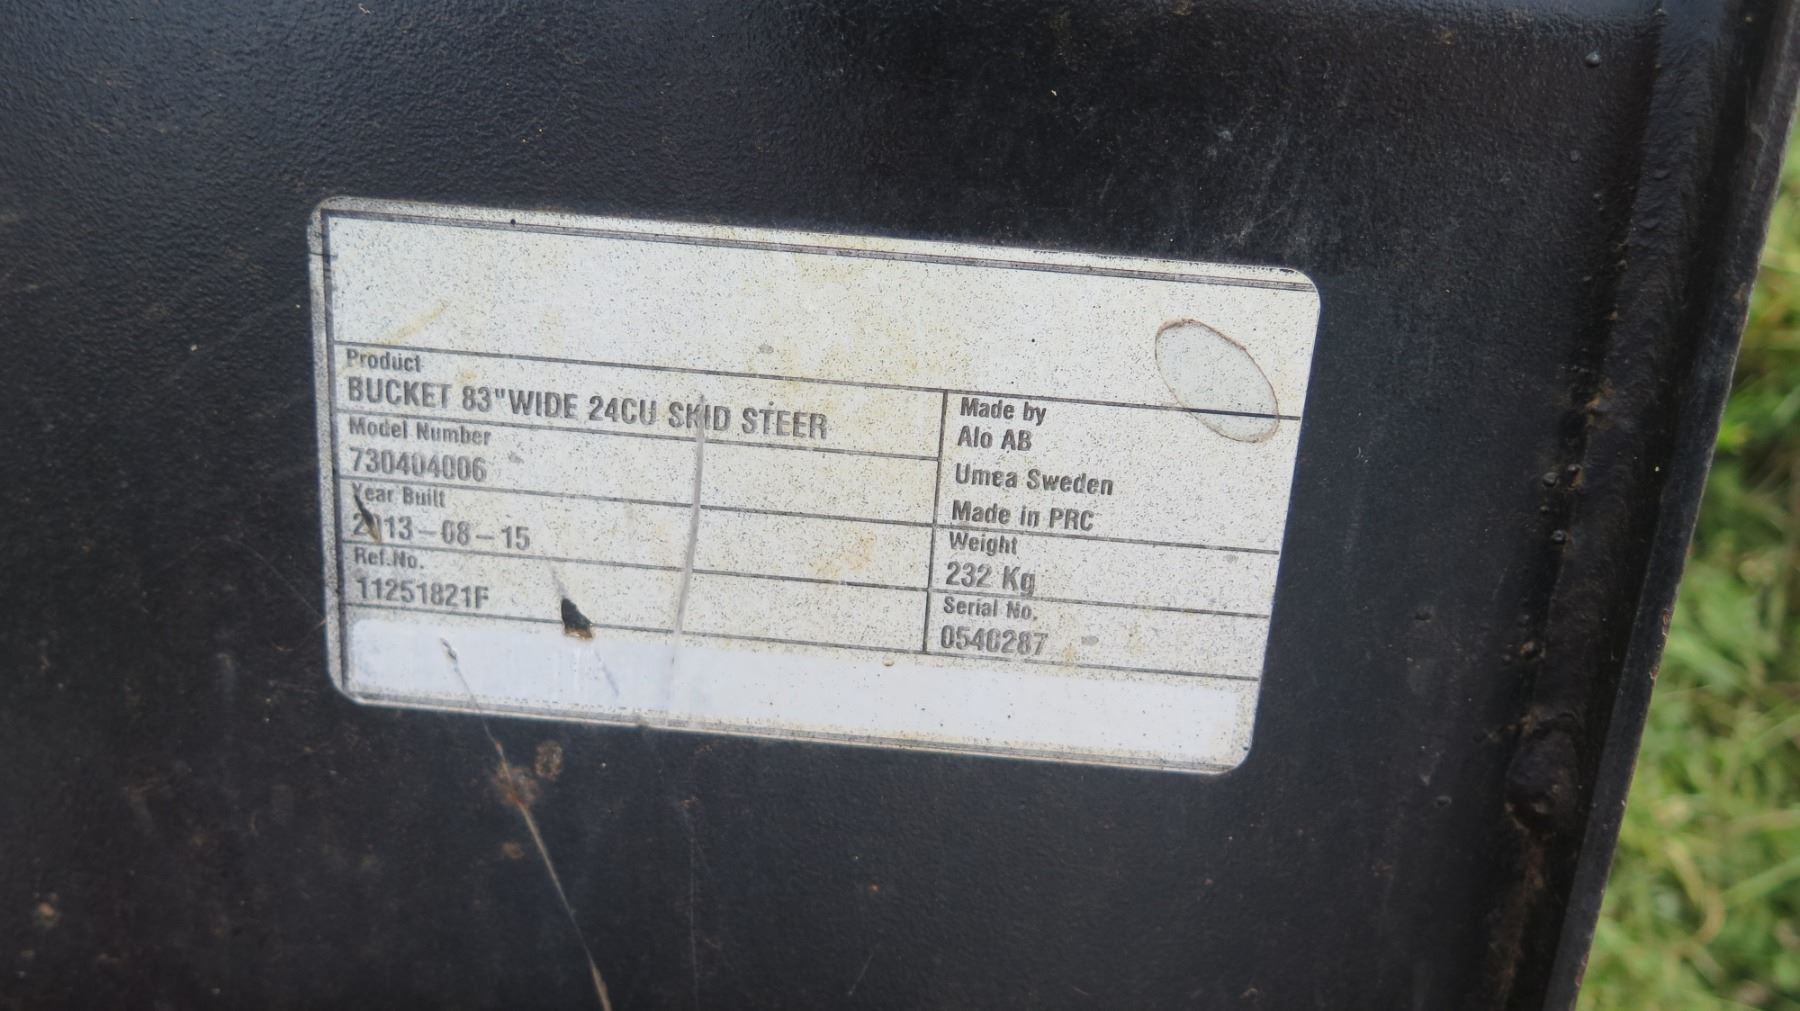 Product
BUCKET 83"WIDE 24CU SKID STEER
Model Number
730404006
Year Built
2013-08-15
Ref.No.
11251821F
Made by
Alo AB
Umea Sweden
Made in PRC
Weight
232 Kg
Serial No.
0540287